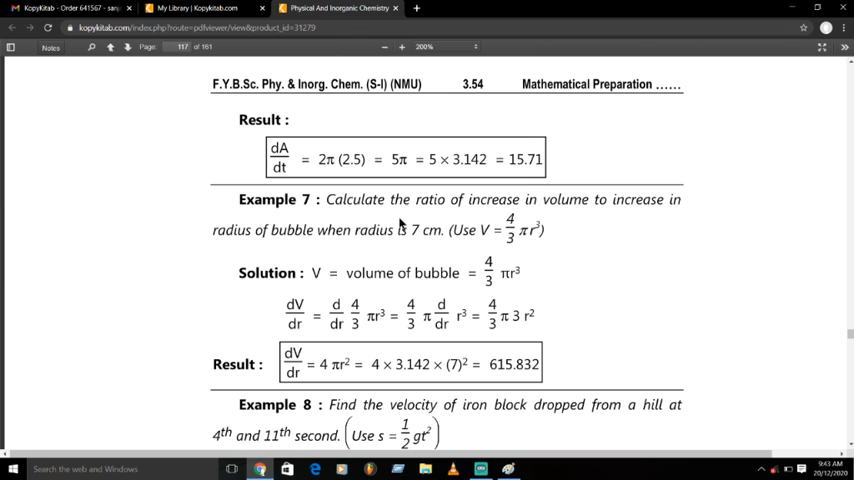 KopyKitab - Order 641567 - sanj
My Library | Kopykitab.com
Physical And Inorganic Chemistry
kopykitab.com/index.php?route=pdfviewer/view&product_id=31279
Notes Page: 117 of 161 200%
F.Y.B.Sc. Phy. & Inorg. Chem. (S-I) (NMU) 3.54 Mathematical Preparation ......
Result :
dA/dt = 2π (2.5) = 5π = 5 × 3.142 = 15.71
Example 7 : Calculate the ratio of increase in volume to increase in
radius of bubble when radius is 7 cm. (Use V = 4/3 πr³)
Solution : V = volume of bubble = 4/3 πr³
dV/dr = d/dr 4/3 πr³ = 4/3 π d/dr r³ = 4/3 π 3 r²
Result : dV/dr = 4 πr² = 4 × 3.142 × (7)² = 615.832
Example 8 : Find the velocity of iron block dropped from a hill at
4th and 11th second. (Use s = 1/2 gt²)
Search the web and Windows
9:43 AM
20/12/2020